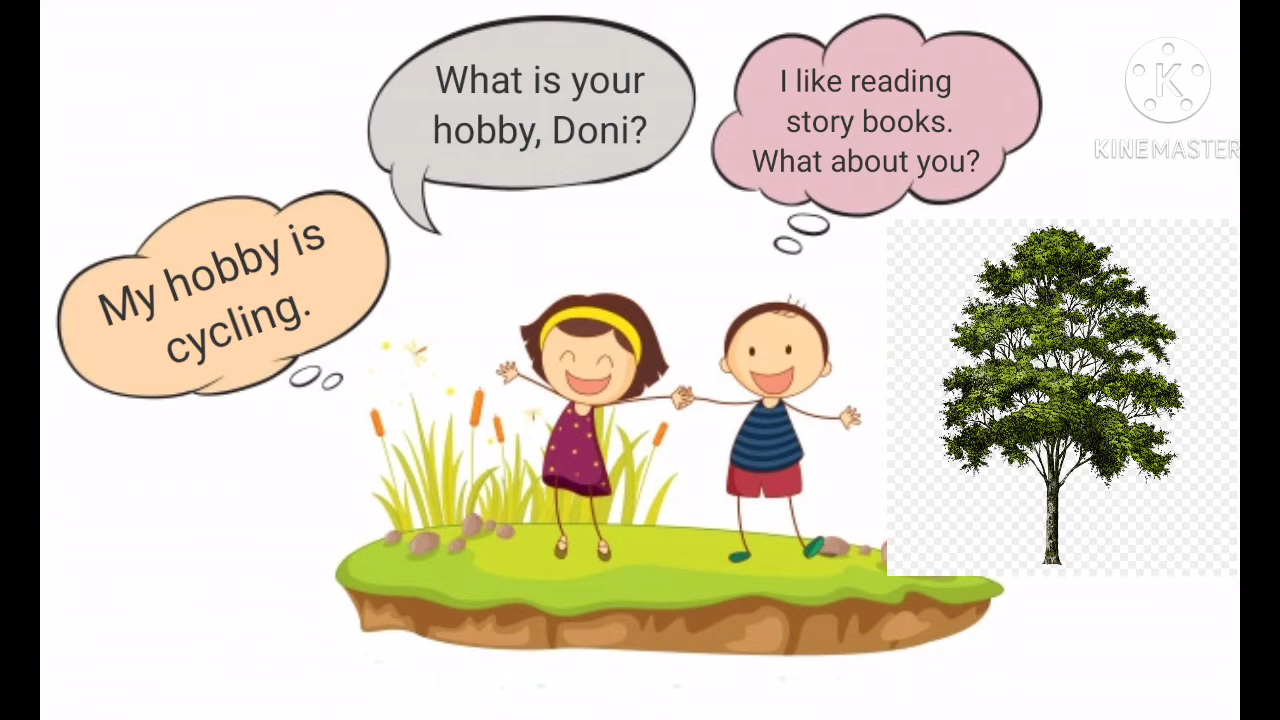 What is your
hobby, Doni?
I like reading
story books.
What about you?
My hobby is
cycling.
K
KINEMASTER